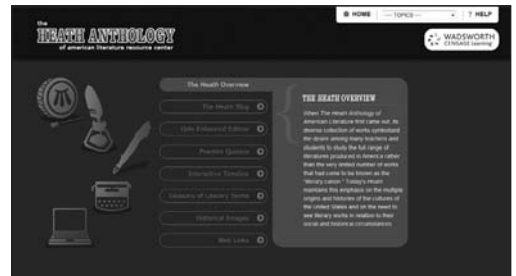 HOME --- TOPICS --- ? HELP
the
HEATH ANTHOLOGY
of american literature resource center
WADSWORTH
CENGAGE Learning
The Heath Overview
The Heath Blog
Gale Enhanced Edition
Practice Quizzes
Interactive Timeline
Glossary of Literary Terms
Historical Images
Web Links
THE HEATH OVERVIEW
When The Heath Anthology of
American Literature first came out, its
diverse collection of works symbolized
the desire among many teachers and
students to study the full range of
literatures produced in America rather
than the very limited number of works
that had come to be known as the
"literary canon." Today's Heath
maintains this emphasis on the multiple
origins and histories of the cultures of
the United States and on the need to
see literary works in relation to their
social and historical circumstances.